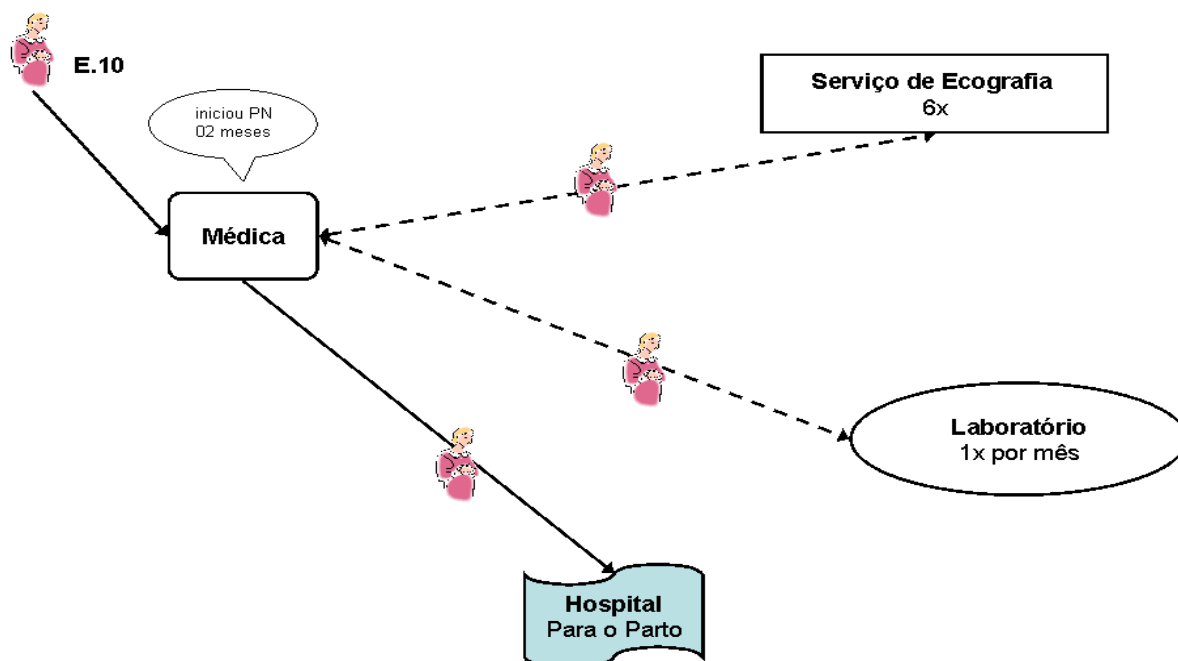 E.10
iniciou PN
02 meses
Serviço de Ecografia
6x
Médica
Laboratório
1x por mês
Hospital
Para o Parto